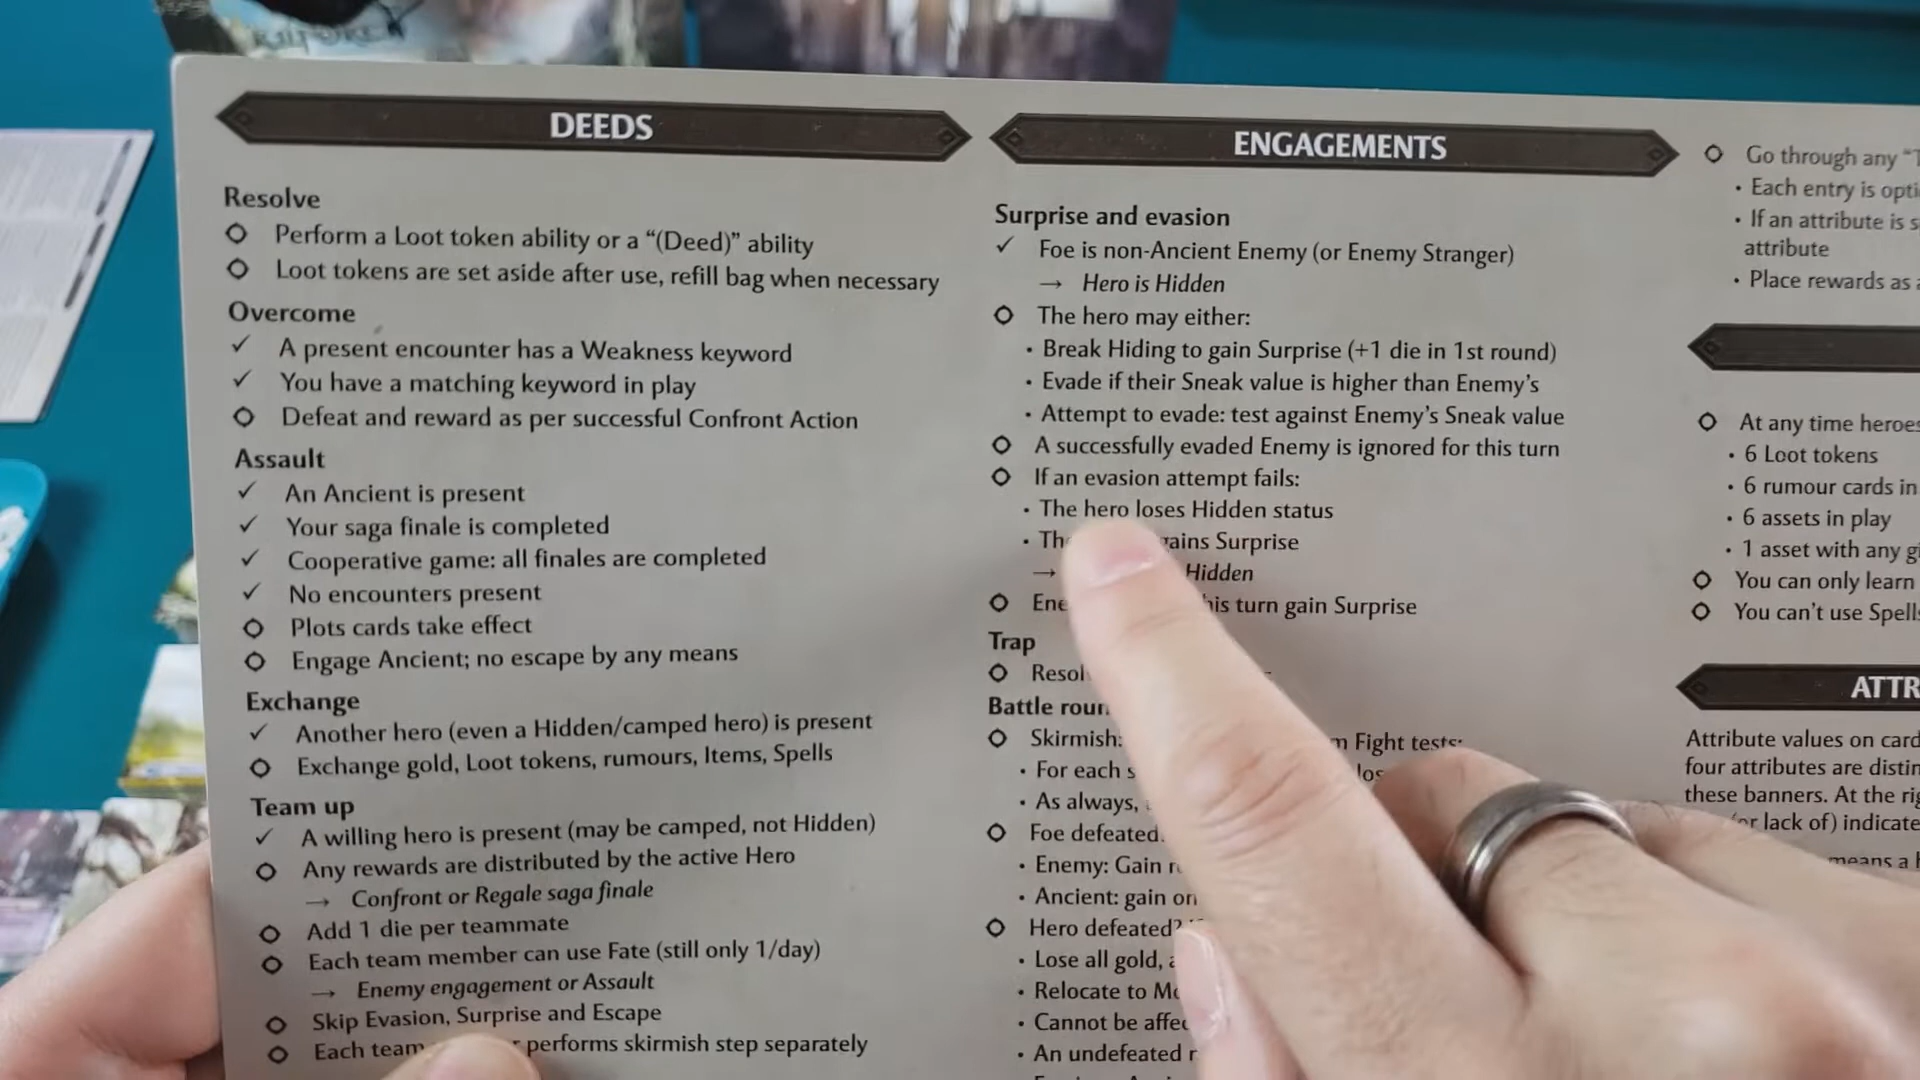 DEEDS
Resolve
Perform a Loot token ability or a “(Deed)” ability
Loot tokens are set aside after use, refill bag when necessary
Overcome
✓ A present encounter has a Weakness keyword
✓ You have a matching keyword in play
Defeat and reward as per successful Confront Action
Assault
✓ An Ancient is present
✓ Your saga finale is completed
✓ Cooperative game: all finales are completed
✓ No encounters present
Plots cards take effect
Engage Ancient; no escape by any means
Exchange
✓ Another hero (even a Hidden/camped hero) is present
Exchange gold, Loot tokens, rumours, Items, Spells
Team up
✓ A willing hero is present (may be camped, not Hidden)
Any rewards are distributed by the active Hero
→ Confront or Regale saga finale
Add 1 die per teammate
Each team member can use Fate (still only 1/day)
→ Enemy engagement or Assault
Skip Evasion, Surprise and Escape
Each team performs skirmish step separately
ENGAGEMENTS
Surprise and evasion
✓ Foe is non-Ancient Enemy (or Enemy Stranger)
→ Hero is Hidden
The hero may either:
• Break Hiding to gain Surprise (+1 die in 1st round)
• Evade if their Sneak value is higher than Enemy’s
• Attempt to evade: test against Enemy’s Sneak value
A successfully evaded Enemy is ignored for this turn
If an evasion attempt fails:
• The hero loses Hidden status
• gains Surprise
→ Hidden
this turn gain Surprise
Trap
Battle
Skirmish: Fight tests:
• For each
• As always,
Foe defeated:
• Enemy: Gain
• Ancient: gain
Hero defeated?
• Lose all gold,
• Relocate to
• Cannot be
• An undefeated
Go through any
• Each entry is
• If an attribute is
attribute
• Place rewards as
At any time heroes
• 6 Loot tokens
• 6 rumour cards in
• 6 assets in play
• 1 asset with any
You can only learn
You can’t use Spells
Attribute values on
four attributes are
these banners. At the
or lack of) indicate
means a